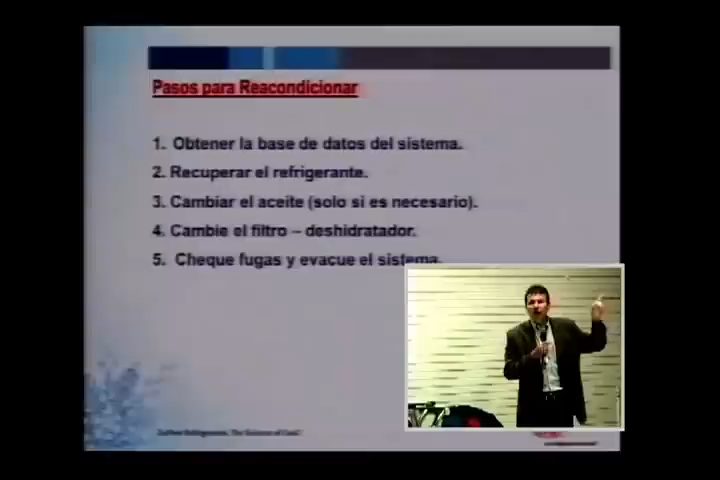 Pasos para Reacondicionar
1. Obtener la base de datos del sistema.
2. Recuperar el refrigerante.
3. Cambiar el aceite (solo si es necesario).
4. Cambie el filtro – deshidratador.
5. Cheque fugas y evacue el sistema.